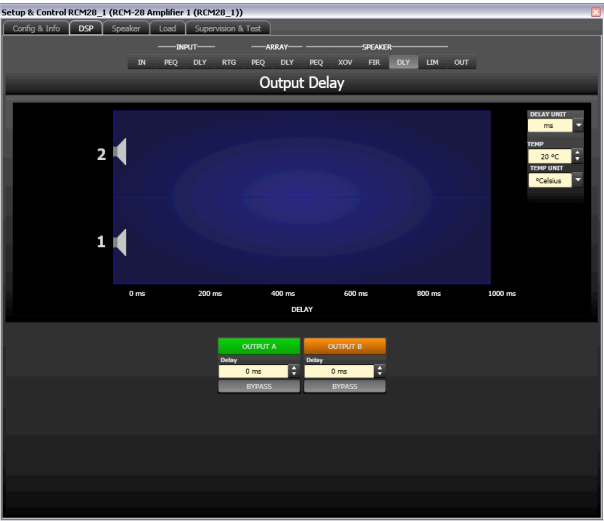 Setup & Control RCM28_1 (RCM-28 Amplifier 1 (RCM28_1))
Config & Info DSP Speaker Load Supervision & Test
INPUT ARRAY SPEAKER
IN PEQ DLY RTG PEQ DLY PEQ XOV FIR DLY LIM OUT
Output Delay
DELAY UNIT
ms
TEMP
20 °C
TEMP UNIT
°Celsius
2
1
0 ms 200 ms 400 ms 600 ms 800 ms 1000 ms
DELAY
OUTPUT A OUTPUT B
Delay Delay
0 ms 0 ms
BYPASS BYPASS